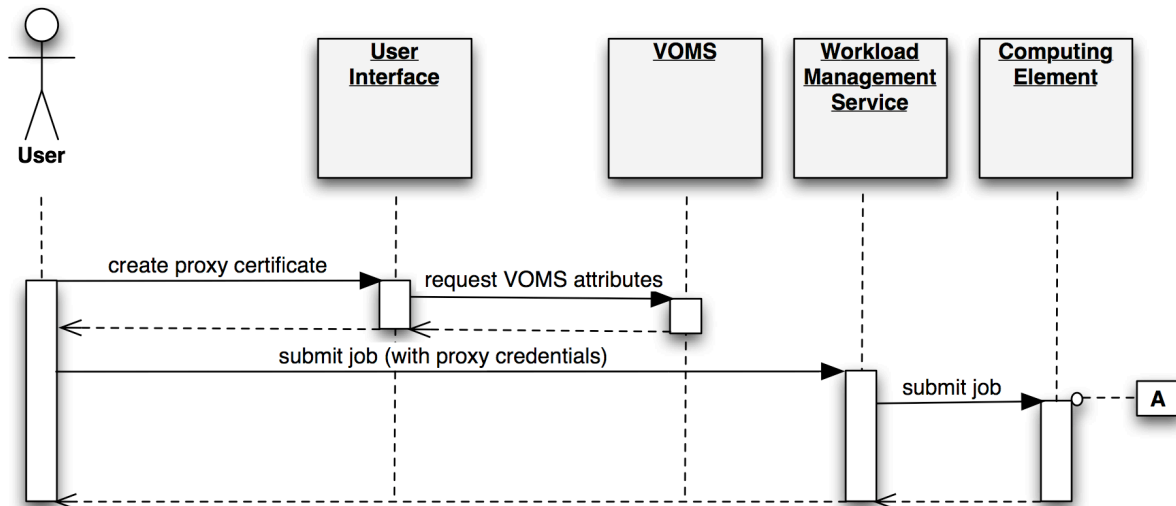 User
User
Interface
VOMS
Workload
Management
Service
Computing
Element
create proxy certificate
request VOMS attributes
submit job (with proxy credentials)
submit job
A